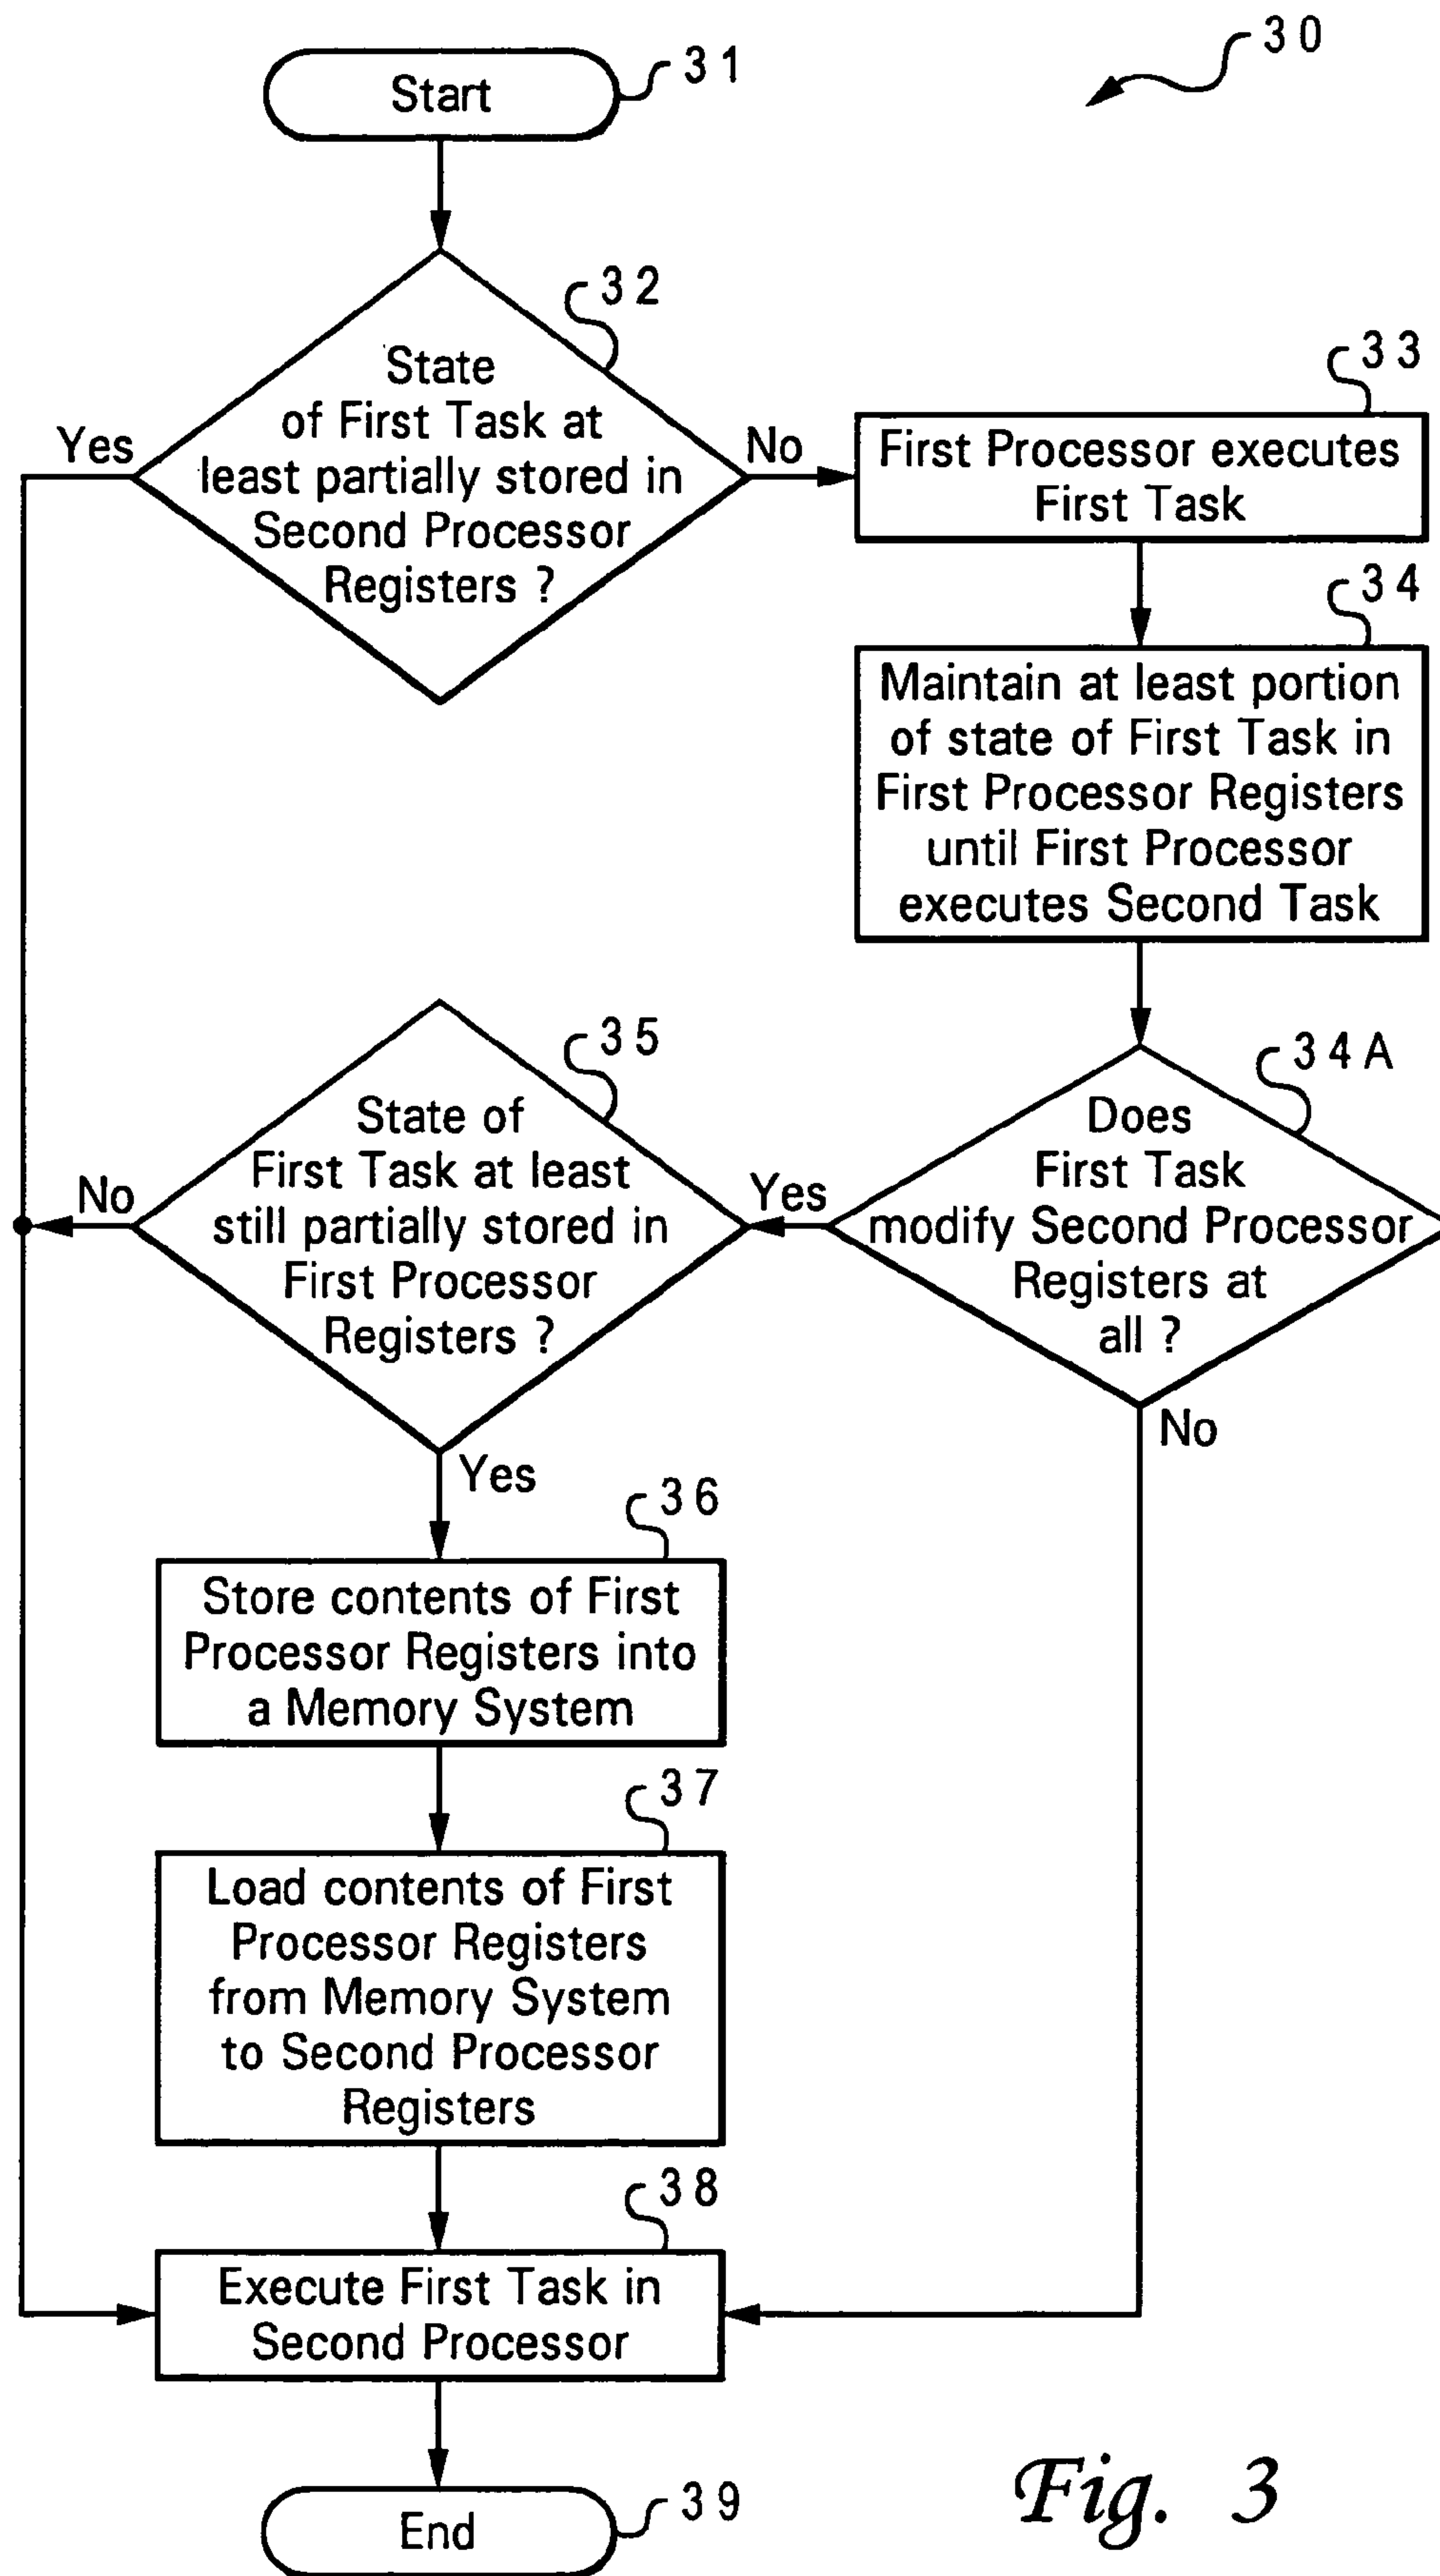 30
Start
31
32
State
of First Task at
least partially stored in
Second Processor
Registers ?
Yes
No
33
First Processor executes
First Task
34
Maintain at least portion
of state of First Task in
First Processor Registers
until First Processor
executes Second Task
34A
Does
First Task
modify Second Processor
Registers at
all ?
Yes
No
35
State of
First Task at least
still partially stored in
First Processor
Registers ?
No
Yes
36
Store contents of First
Processor Registers into
a Memory System
37
Load contents of First
Processor Registers
from Memory System
to Second Processor
Registers
38
Execute First Task in
Second Processor
End
39
Fig. 3